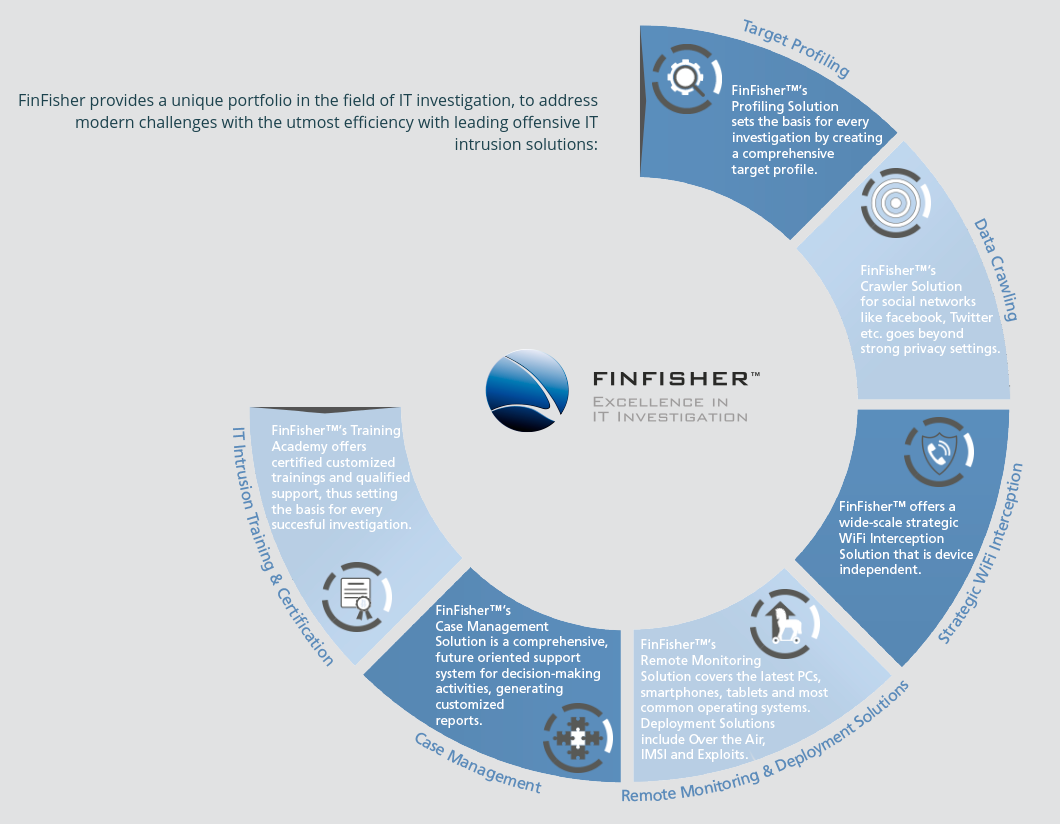 FinFisher provides a unique portfolio in the field of IT investigation, to address
modern challenges with the utmost efficiency with leading offensive IT
intrusion solutions:
Target Profiling
FinFisher™'s
Profiling Solution
sets the basis for every
investigation by creating
a comprehensive
target profile.
Data Crawling
FinFisher™'s
Crawler Solution
for social networks
like facebook, Twitter
etc. goes beyond
strong privacy settings.
FINFISHER™
EXCELLENCE IN
IT INVESTIGATION
Strategic WiFi Interception
FinFisher™ offers a
wide-scale strategic
WiFi Interception
Solution that is device
independent.
Remote Monitoring & Deployment Solutions
FinFisher™'s
Remote Monitoring
Solution covers the latest PCs,
smartphones, tablets and most
common operating systems.
Deployment Solutions
include Over the Air,
IMSI and Exploits.
Case Management
FinFisher™'s
Case Management
Solution is a comprehensive,
future oriented support
system for decision-making
activities, generating
customized
reports.
IT Intrusion Training & Certification
FinFisher™'s Training
Academy offers
certified customized
trainings and qualified
support, thus setting
the basis for every
succesful investigation.